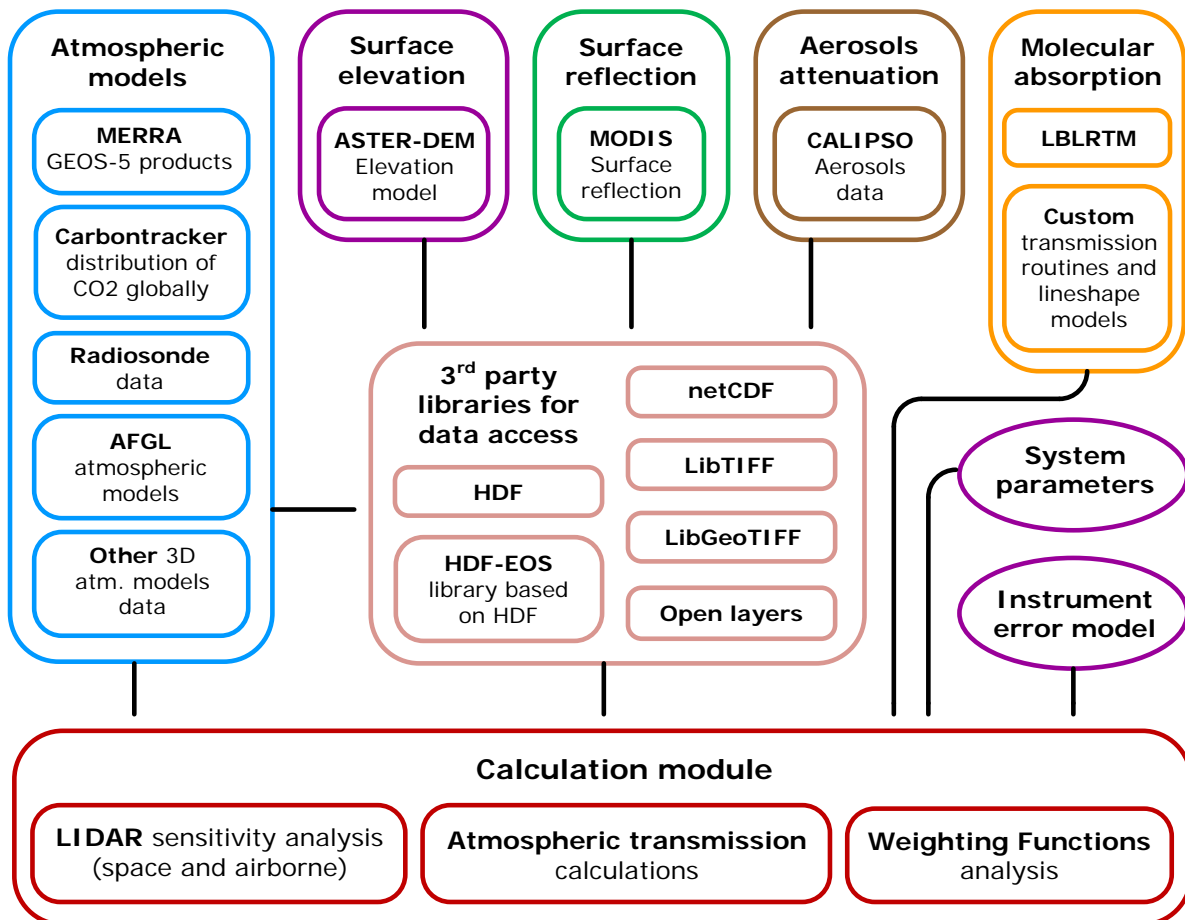 Atmospheric
models
MERRA
GEOS-5 products
Carbontracker
distribution of
CO2 globally
Radiosonde
data
AFGL
atmospheric
models
Other 3D
atm. models
data
Surface
elevation
ASTER-DEM
Elevation
model
Surface
reflection
MODIS
Surface
reflection
Aerosols
attenuation
CALIPSO
Aerosols
data
Molecular
absorption
LBLRTM
Custom
transmission
routines and
lineshape
models
3rd party
libraries for
data access
HDF
HDF-EOS
library based
on HDF
netCDF
LibTIFF
LibGeoTIFF
Open layers
System
parameters
Instrument
error model
Calculation module
LIDAR sensitivity analysis
(space and airborne)
Atmospheric transmission
calculations
Weighting Functions
analysis